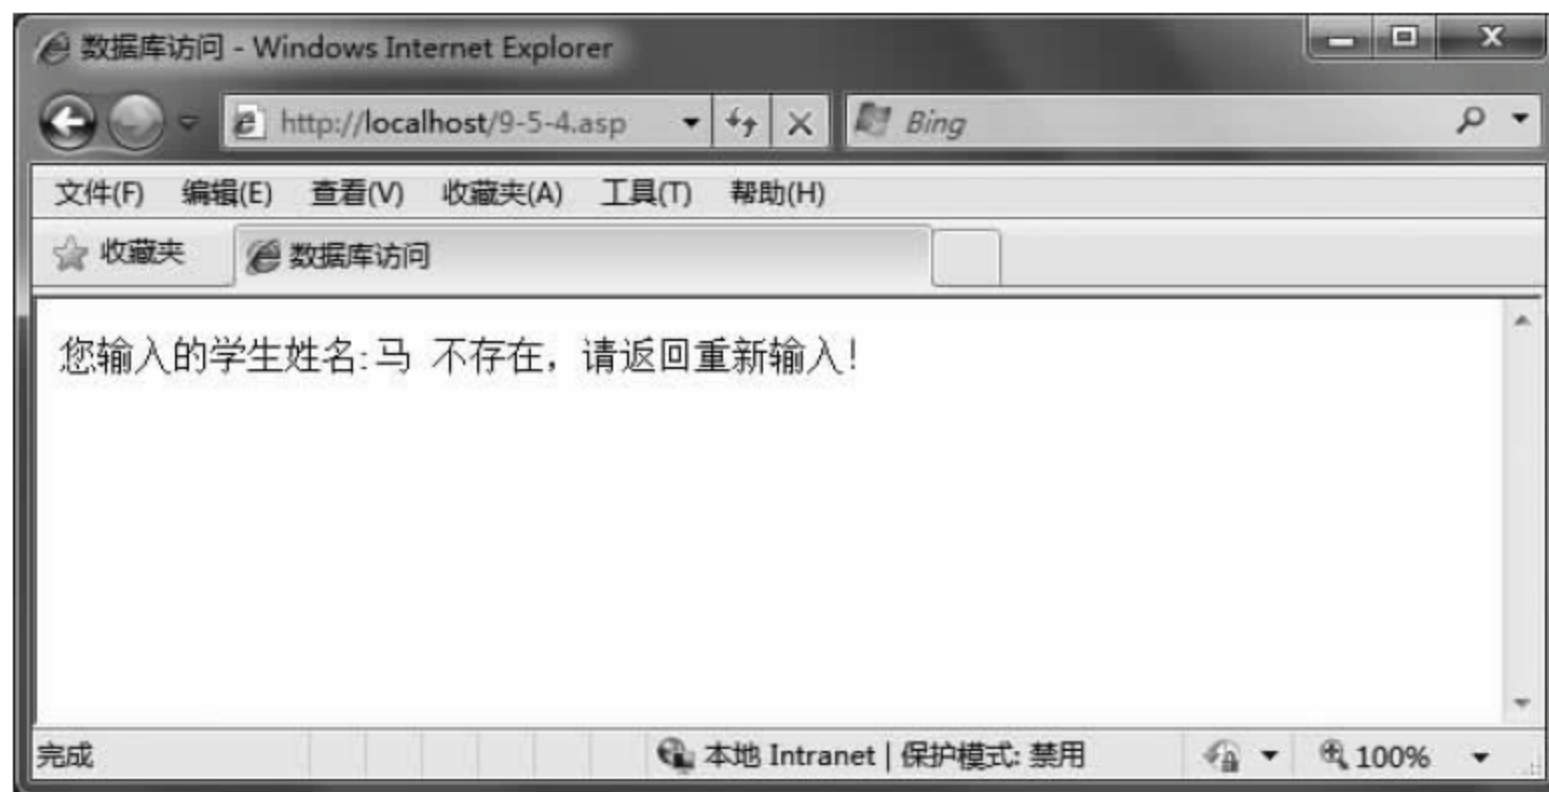 数据库访问 - Windows Internet Explorer
http://localhost/9-5-4.asp
Bing
文件(F) 编辑(E) 查看(V) 收藏夹(A) 工具(T) 帮助(H)
收藏夹 数据库访问
您输入的学生姓名:马 不存在，请返回重新输入!
完成 本地 Intranet | 保护模式: 禁用 100%